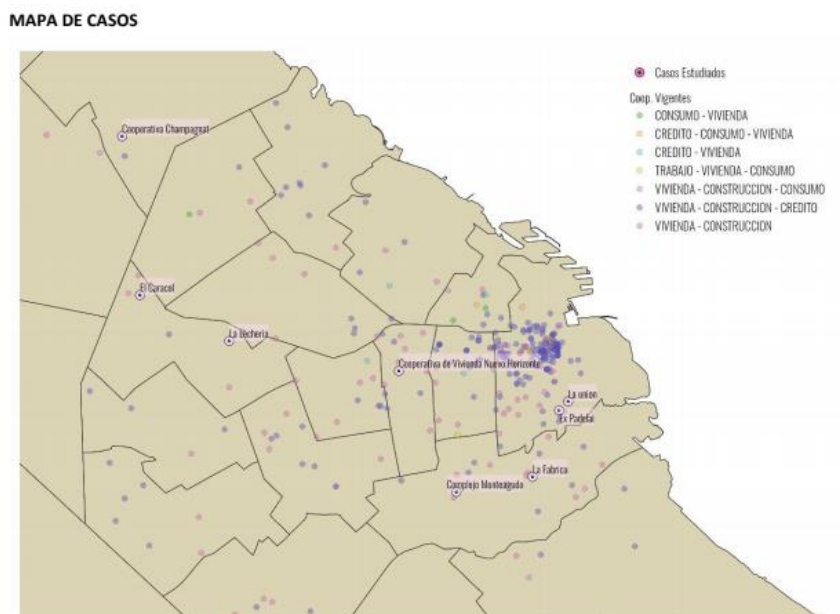 MAPA DE CASOS
Casos Estudiados
Coop. Vigentes
CONSUMO - VIVIENDA
CREDITO - CONSUMO - VIVIENDA
CREDITO - VIVIENDA
TRABAJO - VIVIENDA - CONSUMO
VIVIENDA - CONSTRUCCION - CONSUMO
VIVIENDA - CONSTRUCCION - CREDITO
VIVIENDA - CONSTRUCCION
Cooperativa Champagnat
El Caracol
La Lecheria
Cooperativa de Vivienda Nuevo Horizonte
La union
Ex Padelai
La Fabrica
Complejo Monteagudo